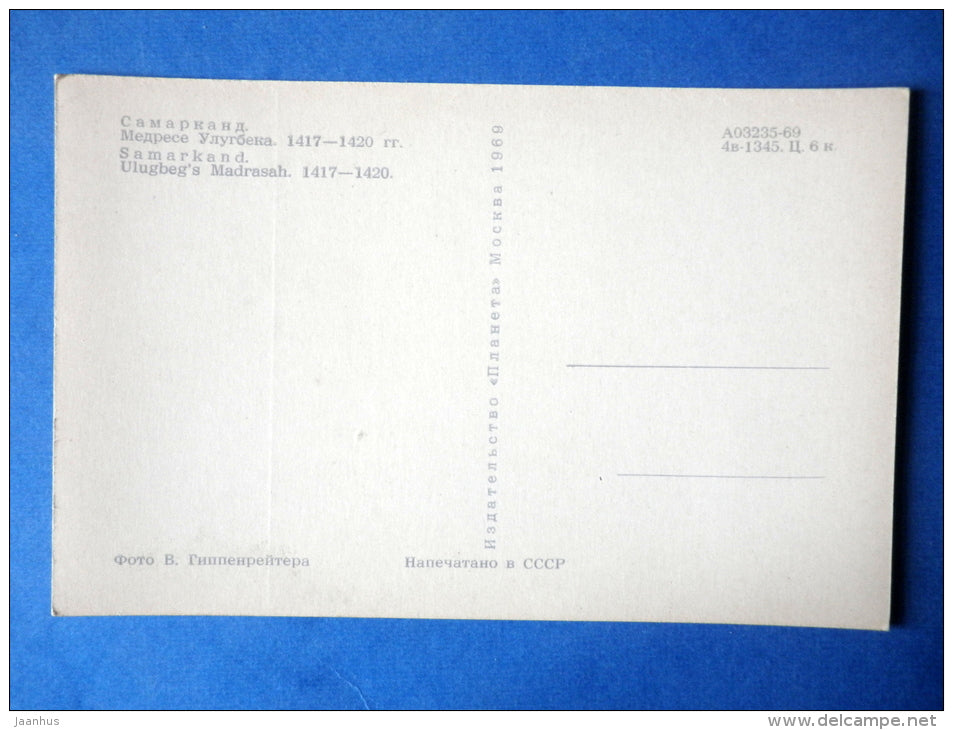 Самарканд.
Медресе Улугбека. 1417—1420 гг.
Samarkand.
Ulugbeg's Madrasah. 1417—1420.
Издательство «Планета» Москва 1969
А03235-69
4в-1345. Ц. 6 к.
Фото В. Гиппенрейтера
Напечатано в СССР
Jaanhus
delcampe.net